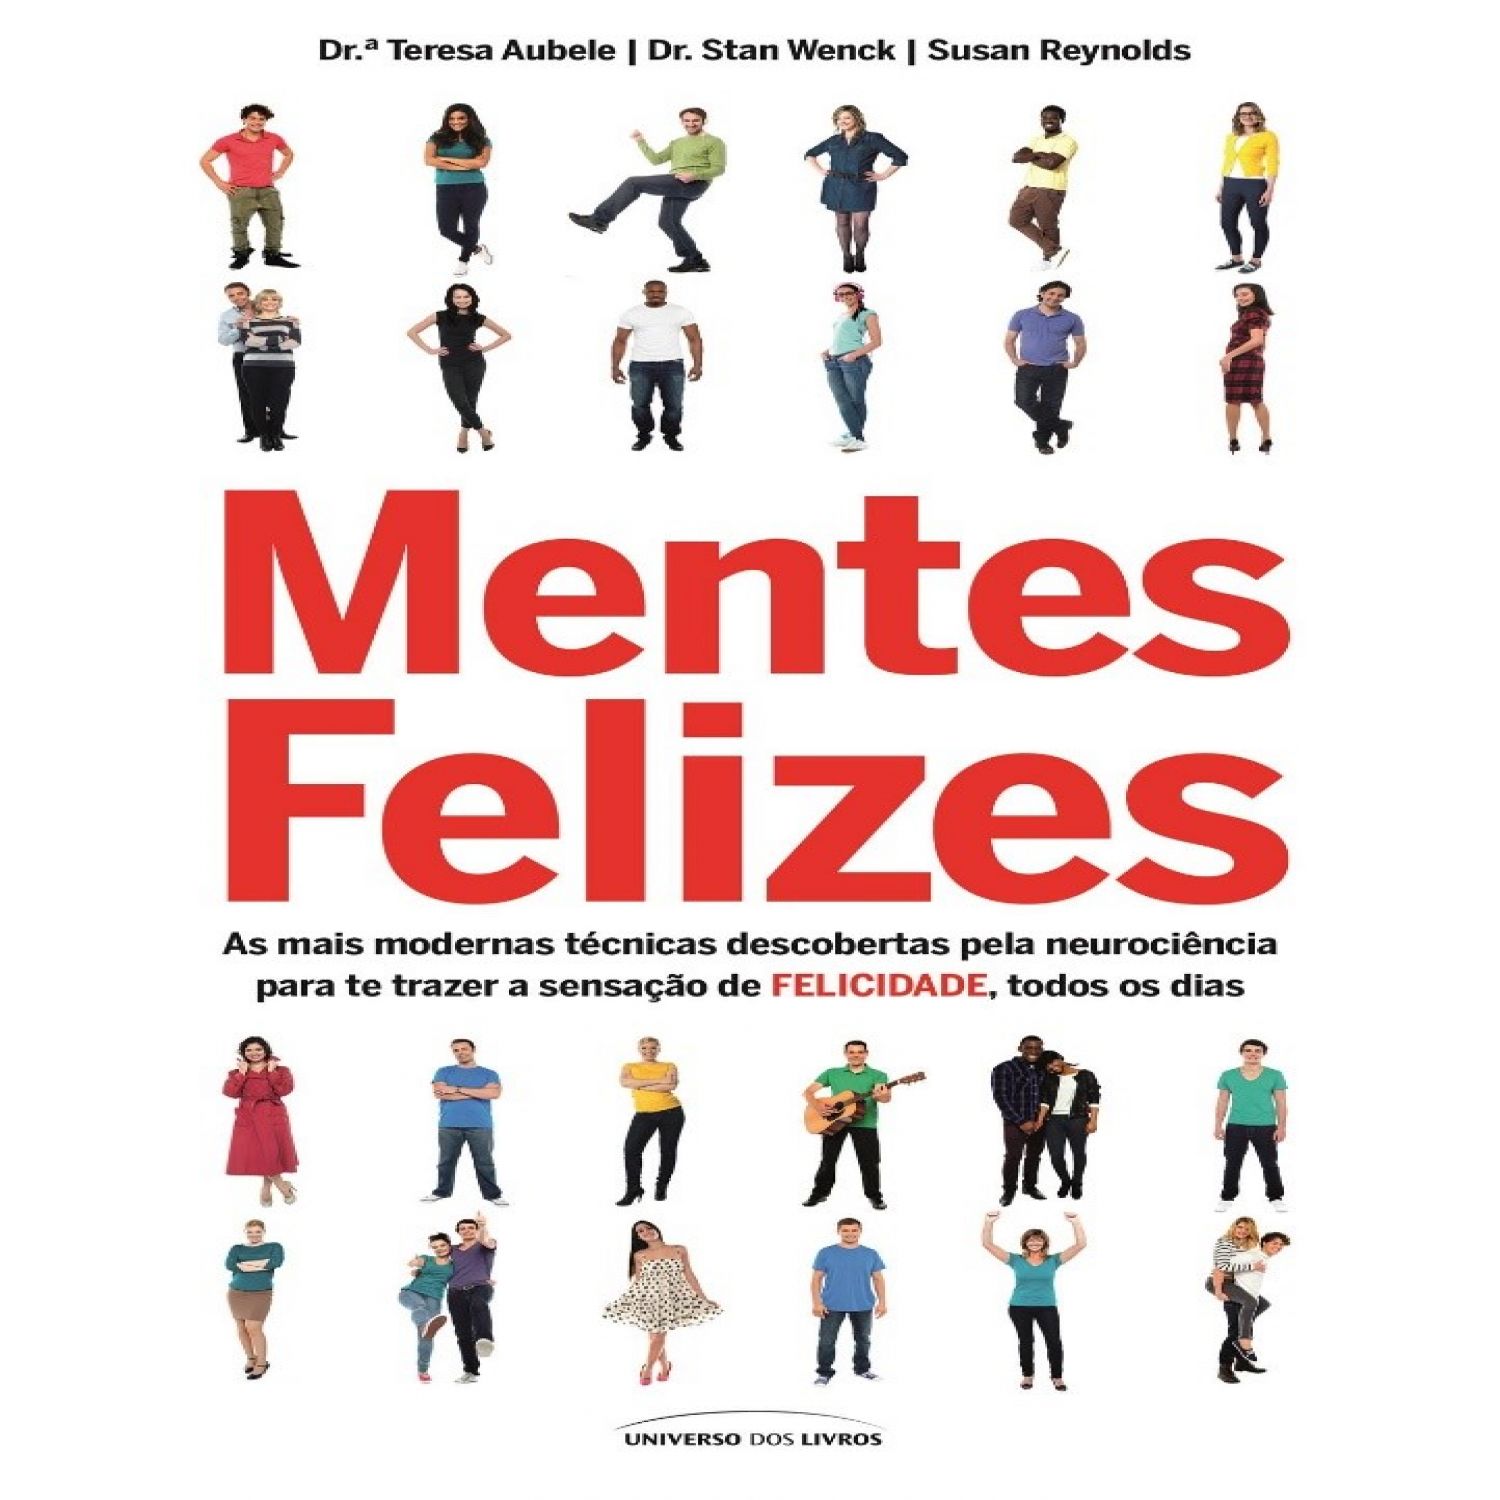 Dr.ª Teresa Aubele | Dr. Stan Wenck | Susan Reynolds
Mentes
Felizes
As mais modernas técnicas descobertas pela neurociência
para te trazer a sensação de FELICIDADE, todos os dias
UNIVERSO DOS LIVROS